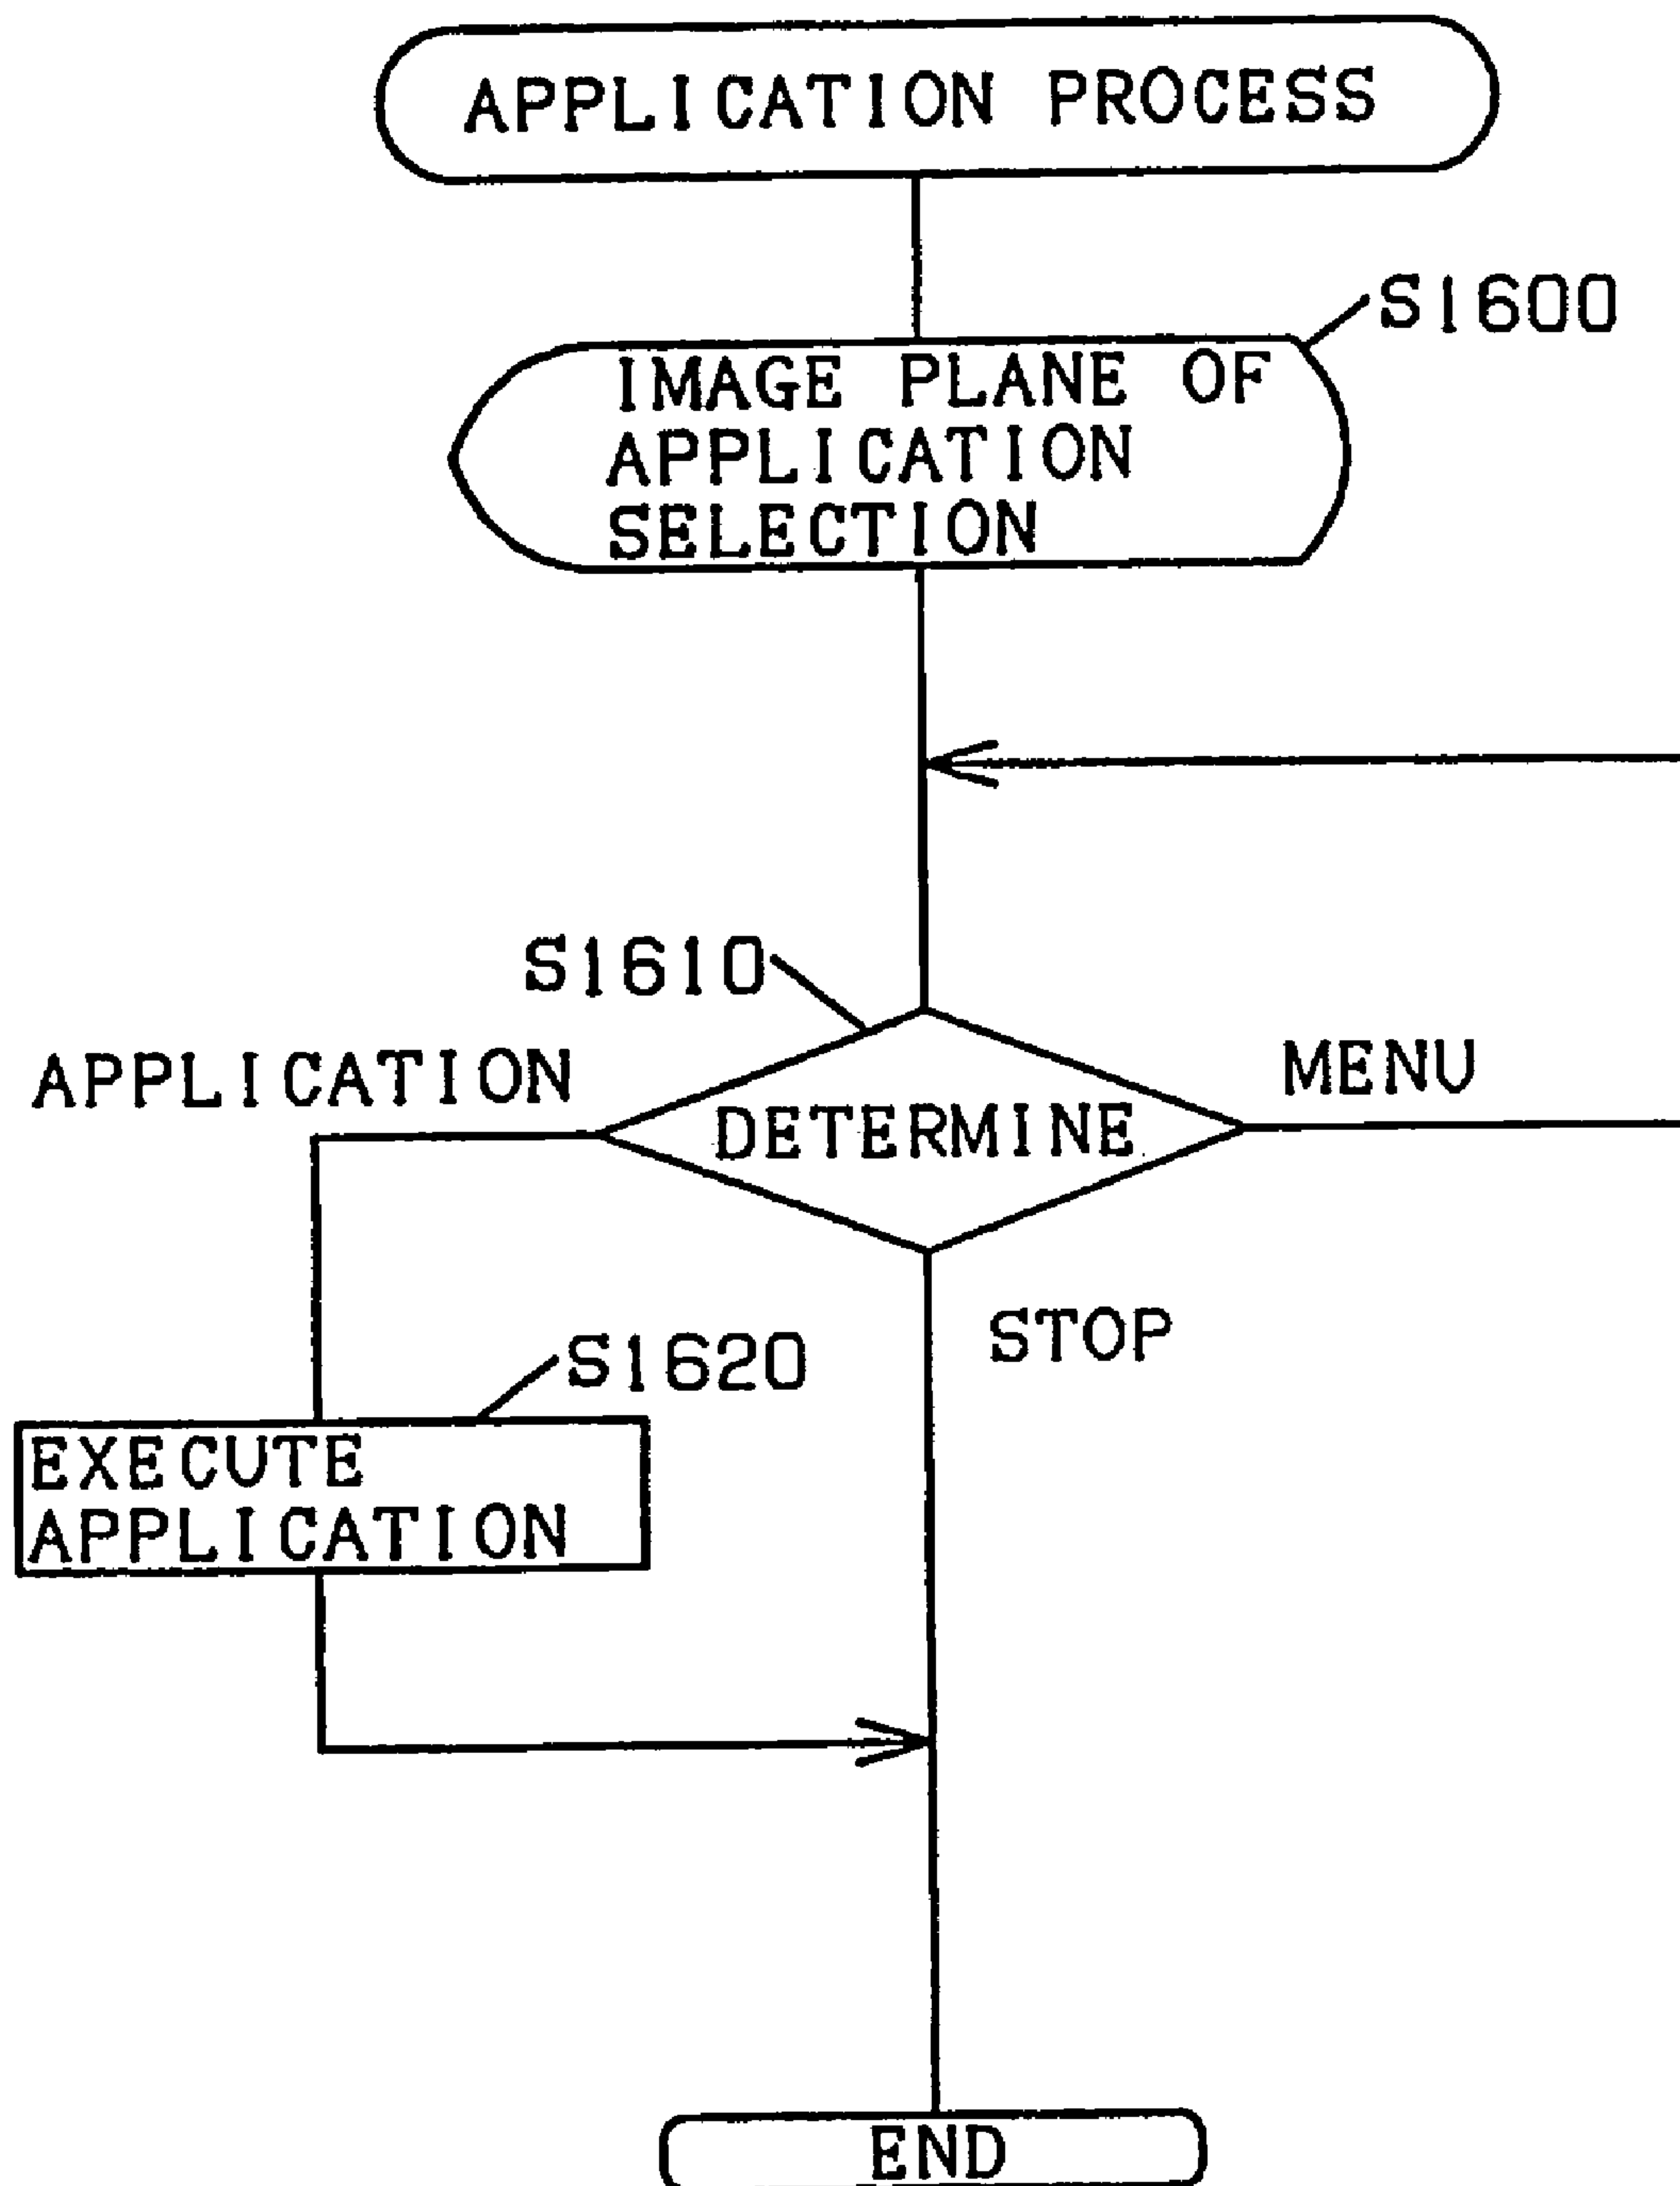 APPLICATION PROCESS
S1600
IMAGE PLANE OF
APPLICATION
SELECTION
S1610
APPLICATION
MENU
DETERMINE
STOP
S1620
EXECUTE
APPLICATION
END